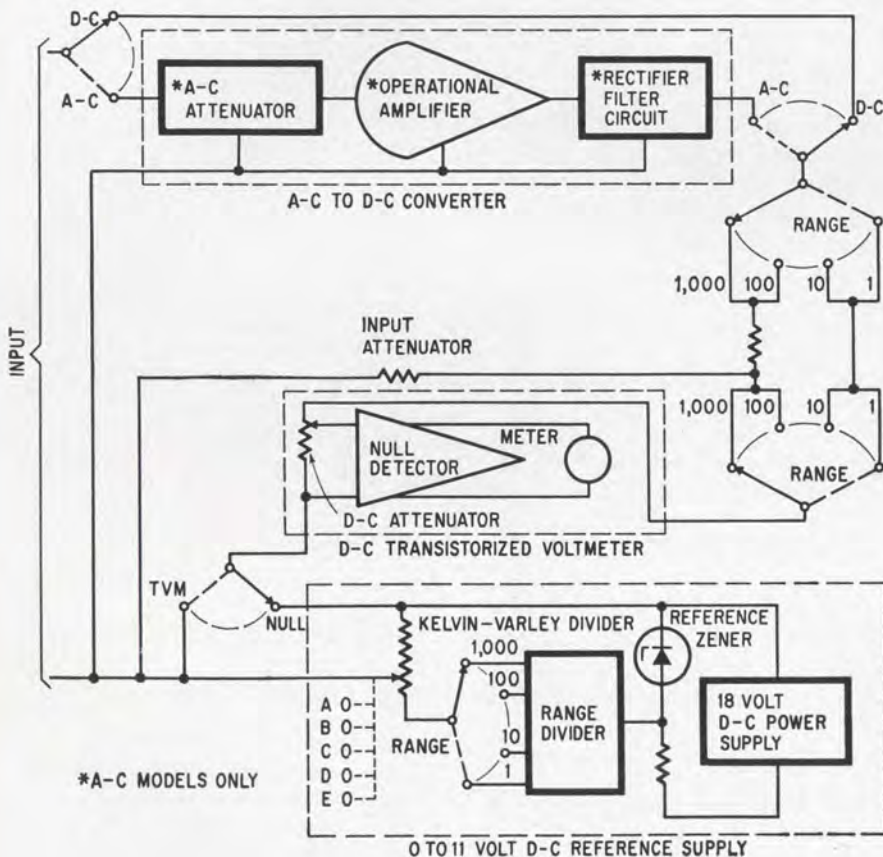 D-C
A-C
*A-C
ATTENUATOR
*OPERATIONAL
AMPLIFIER
*RECTIFIER
FILTER
CIRCUIT
A-C
D-C
A-C TO D-C CONVERTER
RANGE
1,000
100
10
1
INPUT
INPUT
ATTENUATOR
1,000
100
10
1
RANGE
NULL
DETECTOR
METER
D-C ATTENUATOR
D-C TRANSISTORIZED VOLTMETER
TVM
NULL
KELVIN-VARLEY DIVIDER
REFERENCE
ZENER
1,000
100
10
1
RANGE
RANGE
DIVIDER
18 VOLT
D-C POWER
SUPPLY
A O
B O
C O
D O
E O
*A-C MODELS ONLY
0 TO 11 VOLT D-C REFERENCE SUPPLY